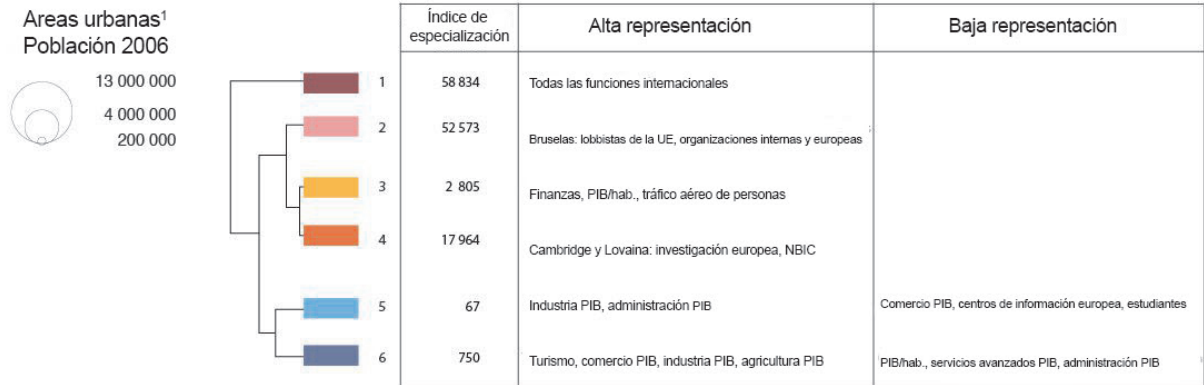 Areas urbanas¹
Población 2006
13 000 000
4 000 000
200 000
Índice de
especialización
Alta representación
Baja representación
1
58 834
Todas las funciones internacionales
2
52 573
Bruselas: lobbistas de la UE, organizaciones internas y europeas
3
2 805
Finanzas, PIB/hab., tráfico aéreo de personas
4
17 964
Cambridge y Lovaina: investigación europea, NBIC
5
67
Industria PIB, administración PIB
Comercio PIB, centros de información europea, estudiantes
6
750
Turismo, comercio PIB, industria PIB, agricultura PIB
PIB/hab., servicios avanzados PIB, administración PIB